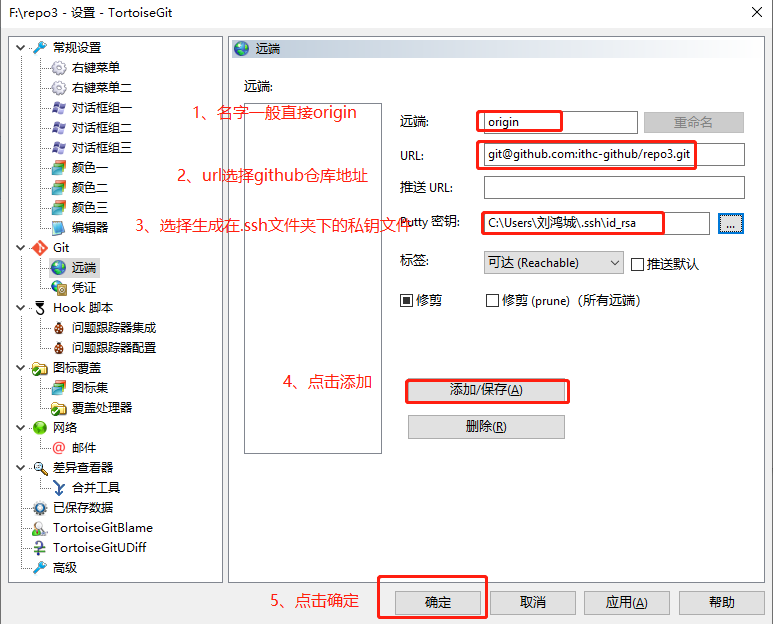 F:\repo3 - 设置 - TortoiseGit
常规设置
右键菜单
右键菜单二
对话框组一
对话框组二
对话框组三
颜色一
颜色二
颜色三
编辑器
Git
远端
凭证
Hook 脚本
问题跟踪器集成
问题跟踪器配置
图标覆盖
图标集
覆盖处理器
网络
邮件
差异查看器
合并工具
已保存数据
TortoiseGitBlame
TortoiseGitUDiff
高级
远端
远端:
1、名字一般直接origin
远端:
origin
重命名
2、url选择github仓库地址
URL:
git@github.com:ithc-github/repo3.git
推送 URL:
3、选择生成在.ssh文件夹下的私钥文件
Putty 密钥:
C:\Users\刘鸿城\.ssh\id_rsa
...
标签:
可达 (Reachable)
推送默认
修剪
修剪 (prune)（所有远端）
4、点击添加
添加/保存(A)
删除(R)
5、点击确定
确定
取消
应用(A)
帮助